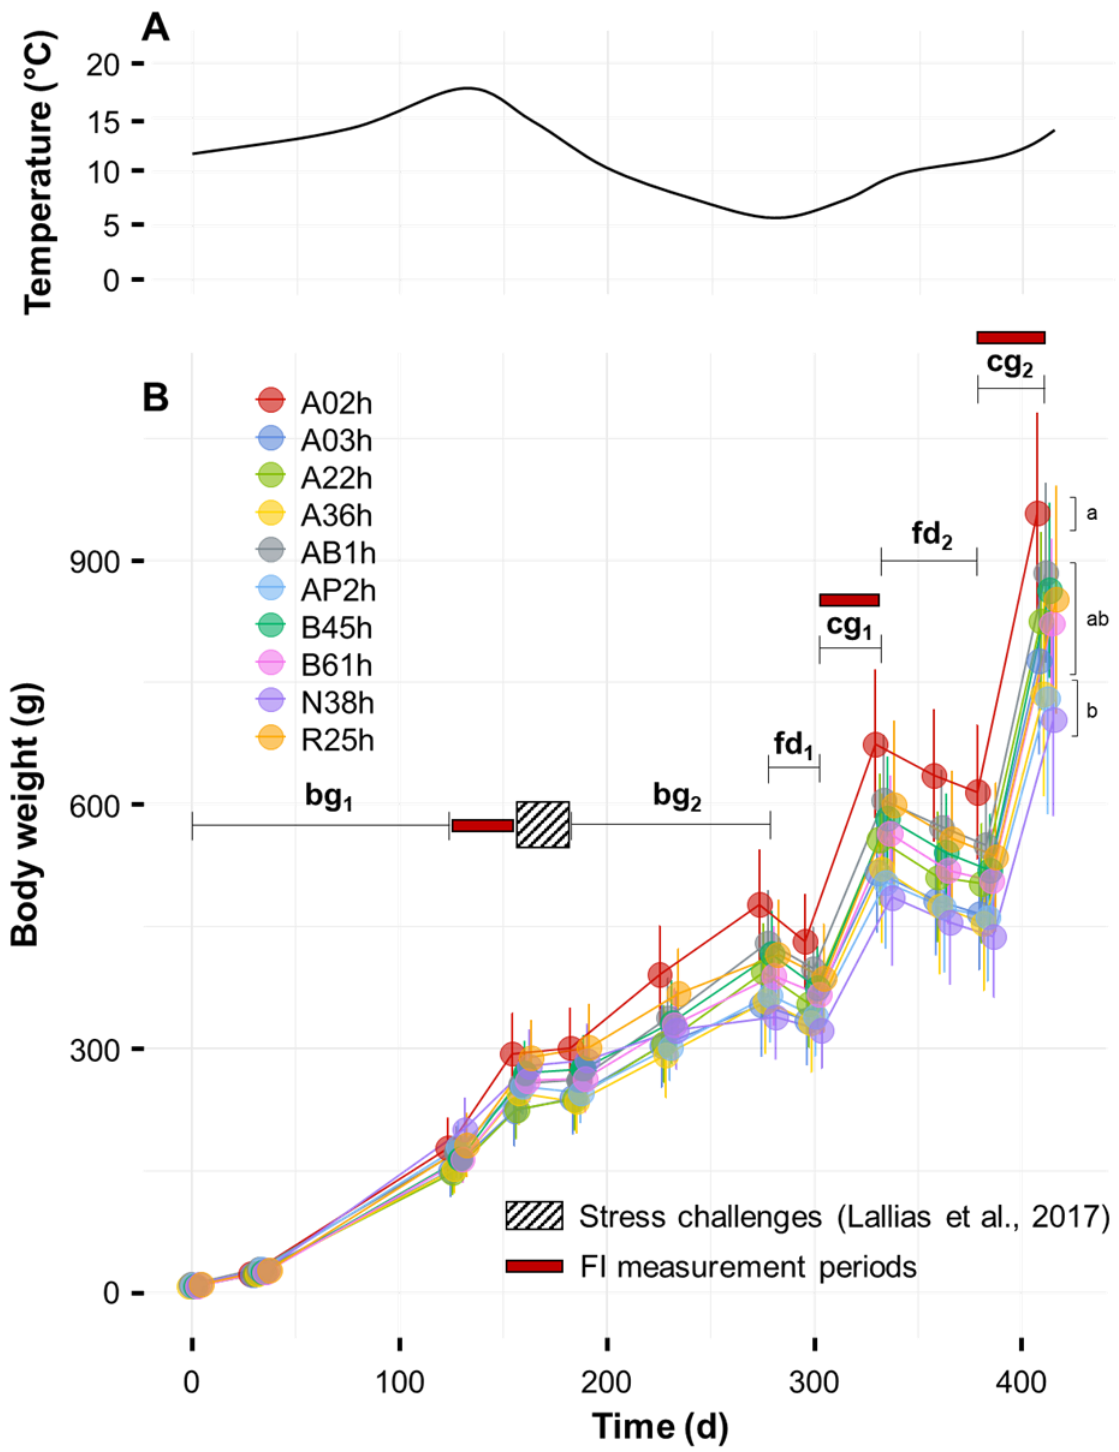 A
Temperature (°C)
20
15
10
5
0
B
Body weight (g)
900
600
300
0
A02h
A03h
A22h
A36h
AB1h
AP2h
B45h
B61h
N38h
R25h
bg1
bg2
fd1
cg1
fd2
cg2
a
ab
b
Stress challenges (Lallias et al., 2017)
FI measurement periods
0 100 200 300 400
Time (d)